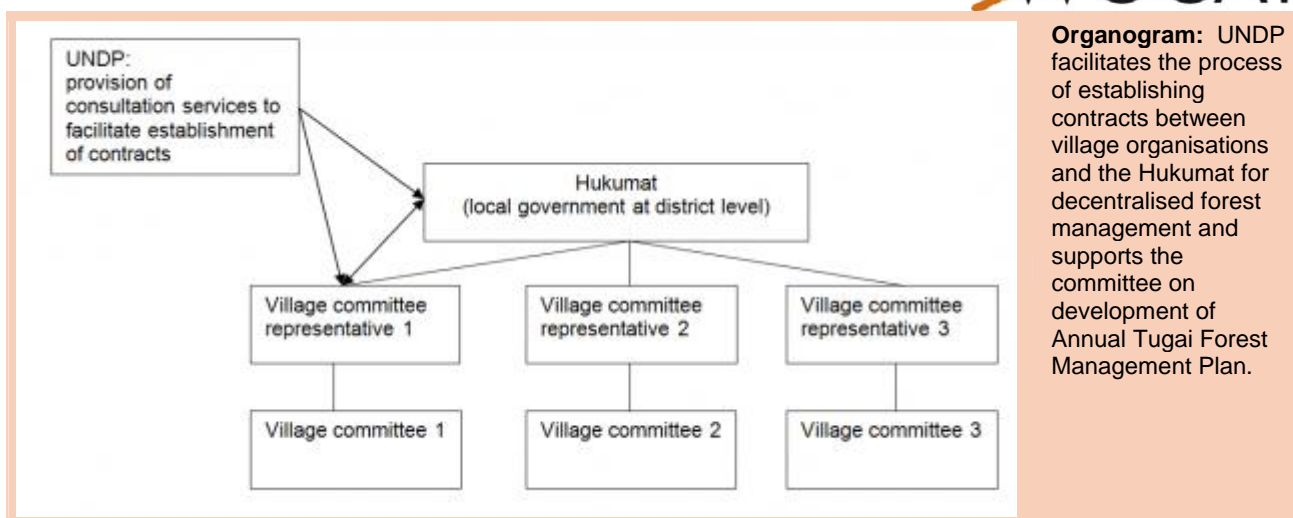 UNDP:
provision of
consultation services to
facilitate establishment
of contracts
Hukumat
(local government at district level)
Village committee
representative 1
Village committee
representative 2
Village committee
representative 3
Village committee 1
Village committee 2
Village committee 3
Organogram: UNDP
facilitates the process
of establishing
contracts between
village organisations
and the Hukumat for
decentralised forest
management and
supports the
committee on
development of
Annual Tugai Forest
Management Plan.